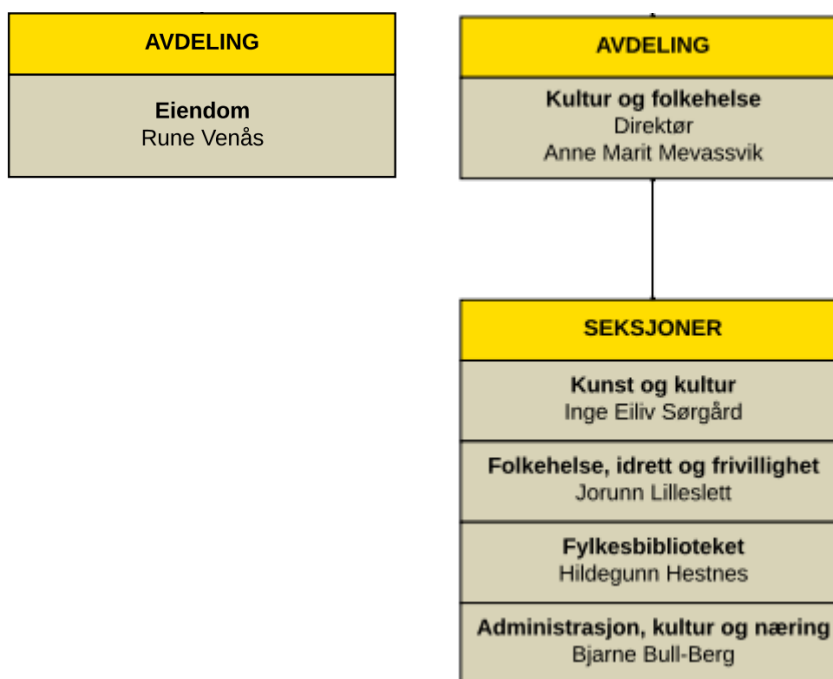 AVDELING
Eiendom
Rune Venås
AVDELING
Kultur og folkehelse
Direktør
Anne Marit Mevassvik
SEKSJONER
Kunst og kultur
Inge Eiliv Sørgård
Folkehelse, idrett og frivillighet
Jorunn Lilleslett
Fylkesbiblioteket
Hildegunn Hestnes
Administrasjon, kultur og næring
Bjarne Bull-Berg